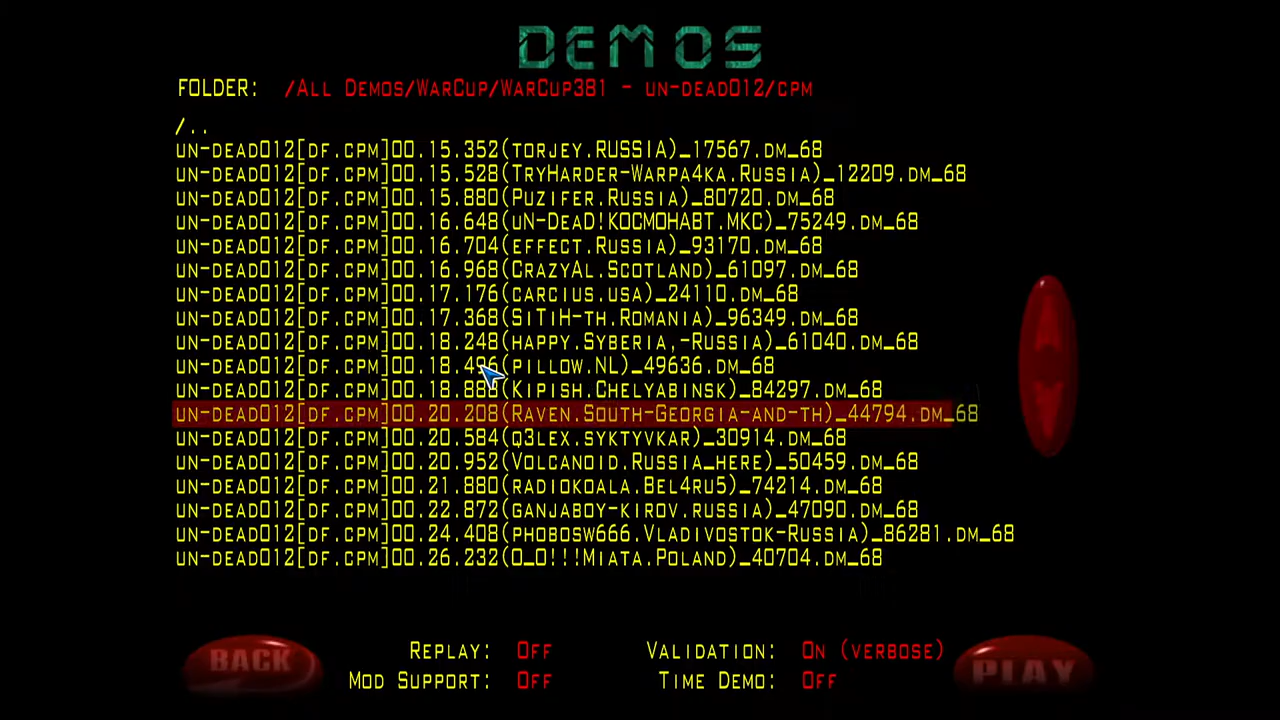 DEMOS
FOLDER: /All Demos/WarCup/WarCup381 - un-dead012/cpm
/..
un-dead012[df.cpm]00.15.352(torjey.RUSSIA)_17567.dm_68
un-dead012[df.cpm]00.15.528(TryHarder-Warpa4ka.Russia)_12209.dm_68
un-dead012[df.cpm]00.15.880(Puzifer.Russia)_80720.dm_68
un-dead012[df.cpm]00.16.648(uN-DeaD!KOCMOHABT.MKC)_75249.dm_68
un-dead012[df.cpm]00.16.704(effect.Russia)_93170.dm_68
un-dead012[df.cpm]00.16.968(CrazyAl.Scotland)_61097.dm_68
un-dead012[df.cpm]00.17.176(carcius.usa)_24110.dm_68
un-dead012[df.cpm]00.17.368(SiTiH-th.Romania)_96349.dm_68
un-dead012[df.cpm]00.18.248(happy.Syberia,-Russia)_61040.dm_68
(pillow.NL)_49636.dm_68
un-dead012[df.cpm]00.18.888(Kipish.Chelyabinsk)_84297.dm_68
un-dead012[df.cpm]00.20.208(Raven.South-Georgia-and-th)_44794.dm_68
un-dead012[df.cpm]00.20.584(q3lex.syktyvkar)_30914.dm_68
un-dead012[df.cpm]00.20.952(Volcanoid.Russia_here)_50459.dm_68
un-dead012[df.cpm]00.21.880(radiokoala.Bel4ru5)_74214.dm_68
un-dead012[df.cpm]00.22.872(ganjaboy-kirov.russia)_47090.dm_68
un-dead012[df.cpm]00.24.408(phobosw666.Vladivostok-Russia)_86281.dm_68
un-dead012[df.cpm]00.26.232(O_O!!!Miata.Poland)_40704.dm_68
Replay: Off Validation: On (verbose)
BACK PLAY
Mod Support: Off Time Demo: Off